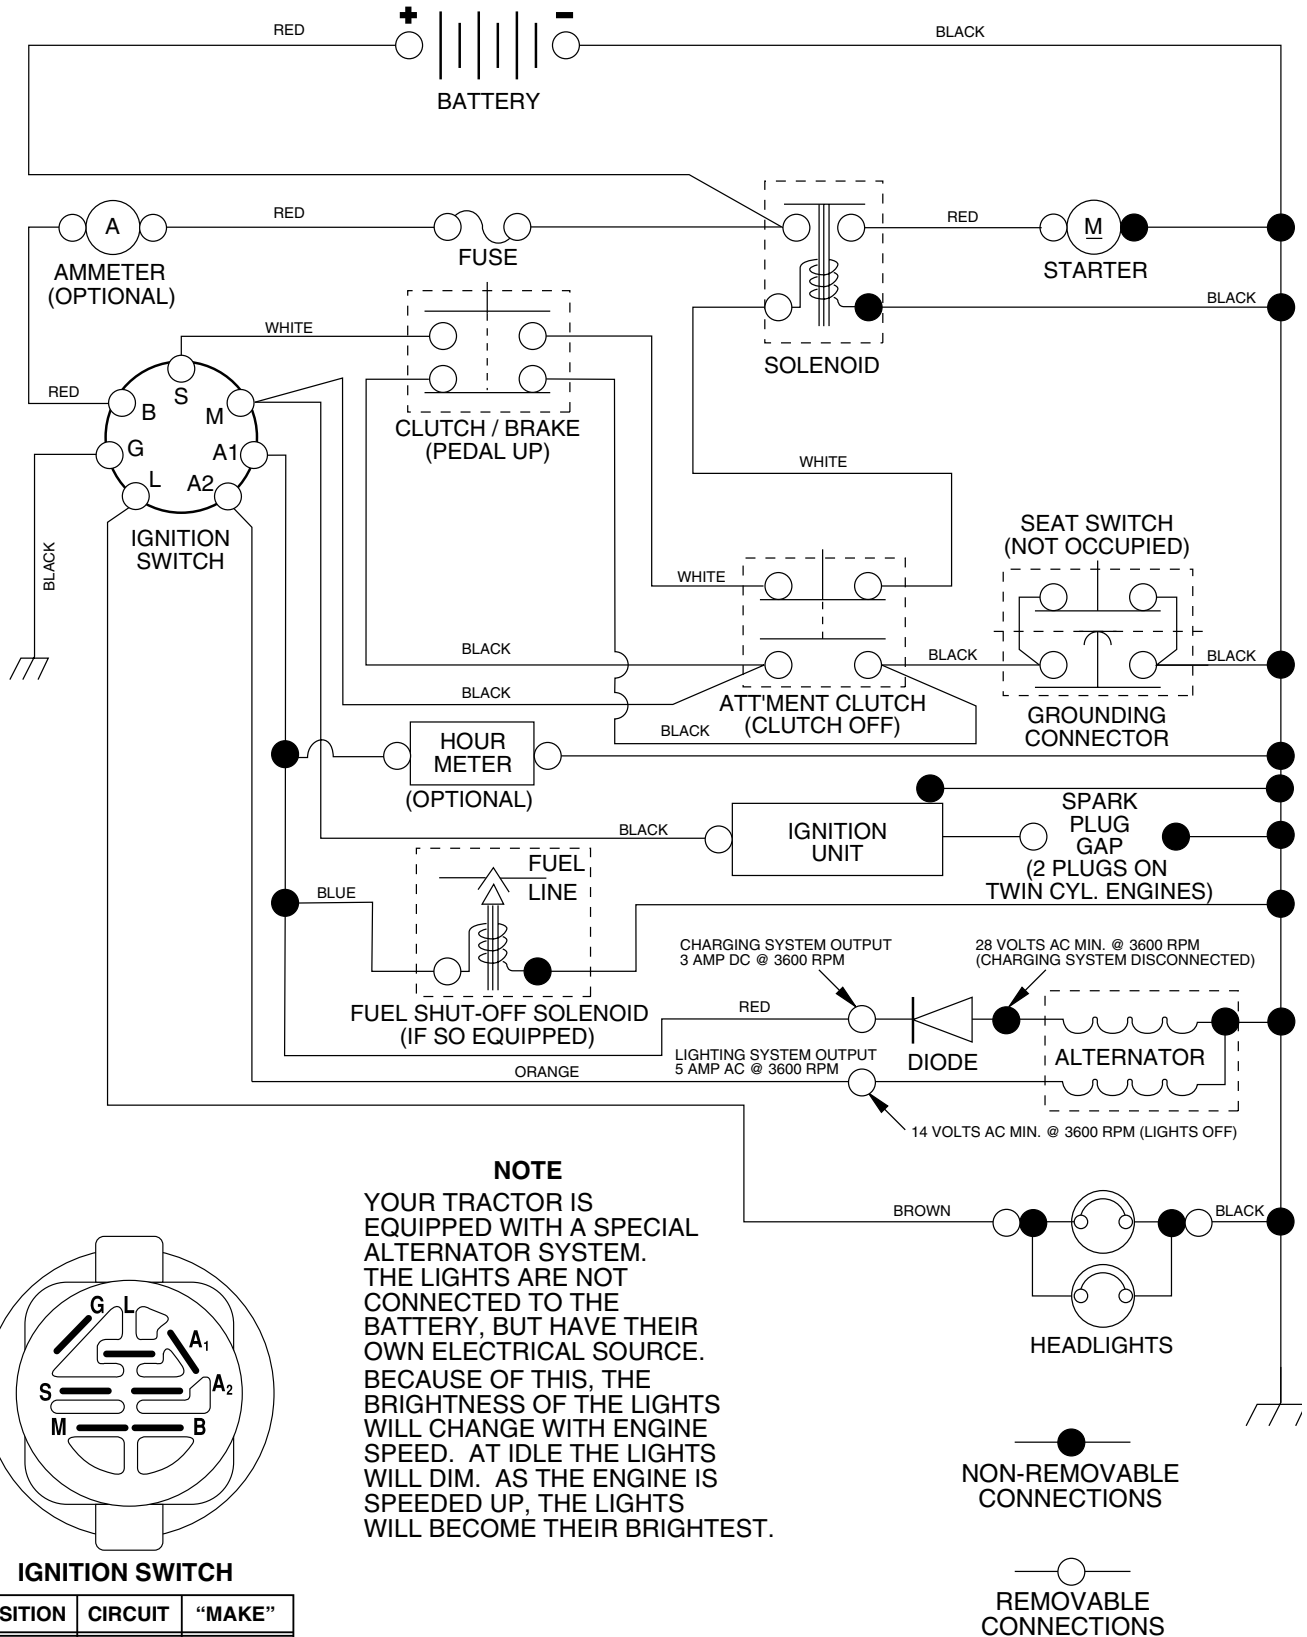 RED
+
–
BLACK
BATTERY
A
RED
FUSE
RED
M
AMMETER
(OPTIONAL)
STARTER
WHITE
BLACK
SOLENOID
RED
S
B
M
G
A1
L
A2
CLUTCH / BRAKE
(PEDAL UP)
WHITE
IGNITION
SWITCH
BLACK
SEAT SWITCH
(NOT OCCUPIED)
WHITE
BLACK
BLACK
BLACK
BLACK
ATT'MENT CLUTCH
(CLUTCH OFF)
BLACK
GROUNDING
CONNECTOR
HOUR
METER
(OPTIONAL)
BLACK
IGNITION
UNIT
SPARK
PLUG
GAP
(2 PLUGS ON
TWIN CYL. ENGINES)
FUEL
LINE
BLUE
FUEL SHUT-OFF SOLENOID
(IF SO EQUIPPED)
CHARGING SYSTEM OUTPUT
3 AMP DC @ 3600 RPM
28 VOLTS AC MIN. @ 3600 RPM
(CHARGING SYSTEM DISCONNECTED)
RED
DIODE
ALTERNATOR
LIGHTING SYSTEM OUTPUT
5 AMP AC @ 3600 RPM
ORANGE
14 VOLTS AC MIN. @ 3600 RPM (LIGHTS OFF)
NOTE
YOUR TRACTOR IS
EQUIPPED WITH A SPECIAL
ALTERNATOR SYSTEM.
THE LIGHTS ARE NOT
CONNECTED TO THE
BATTERY, BUT HAVE THEIR
OWN ELECTRICAL SOURCE.
BECAUSE OF THIS, THE
BRIGHTNESS OF THE LIGHTS
WILL CHANGE WITH ENGINE
SPEED. AT IDLE THE LIGHTS
WILL DIM. AS THE ENGINE IS
SPEEDED UP, THE LIGHTS
WILL BECOME THEIR BRIGHTEST.
BROWN
BLACK
HEADLIGHTS
G L
A1
S
A2
M
B
IGNITION SWITCH
SITION CIRCUIT “MAKE”
NON-REMOVABLE
CONNECTIONS
REMOVABLE
CONNECTIONS